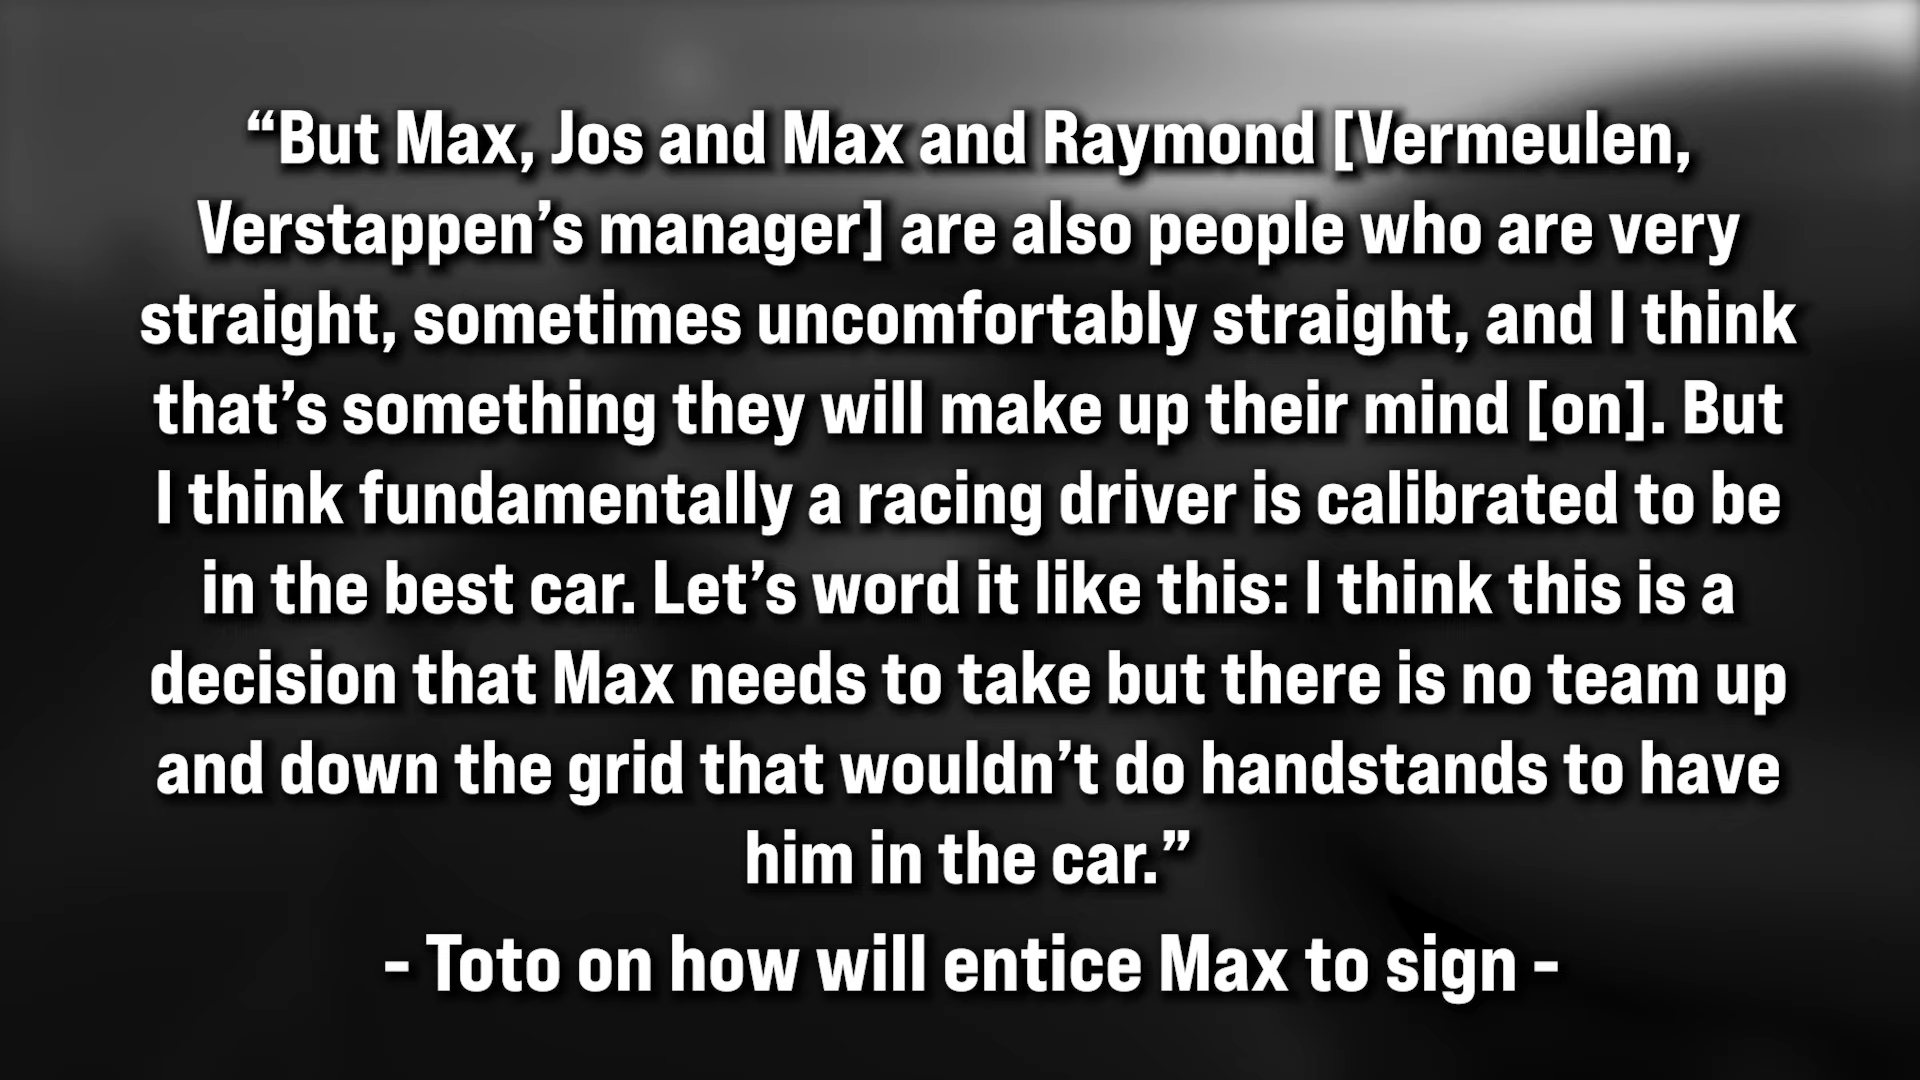 “But Max, Jos and Max and Raymond [Vermeulen,
Verstappen’s manager] are also people who are very
straight, sometimes uncomfortably straight, and I think
that’s something they will make up their mind [on]. But
I think fundamentally a racing driver is calibrated to be
in the best car. Let’s word it like this: I think this is a
decision that Max needs to take but there is no team up
and down the grid that wouldn’t do handstands to have
him in the car.”
- Toto on how will entice Max to sign -